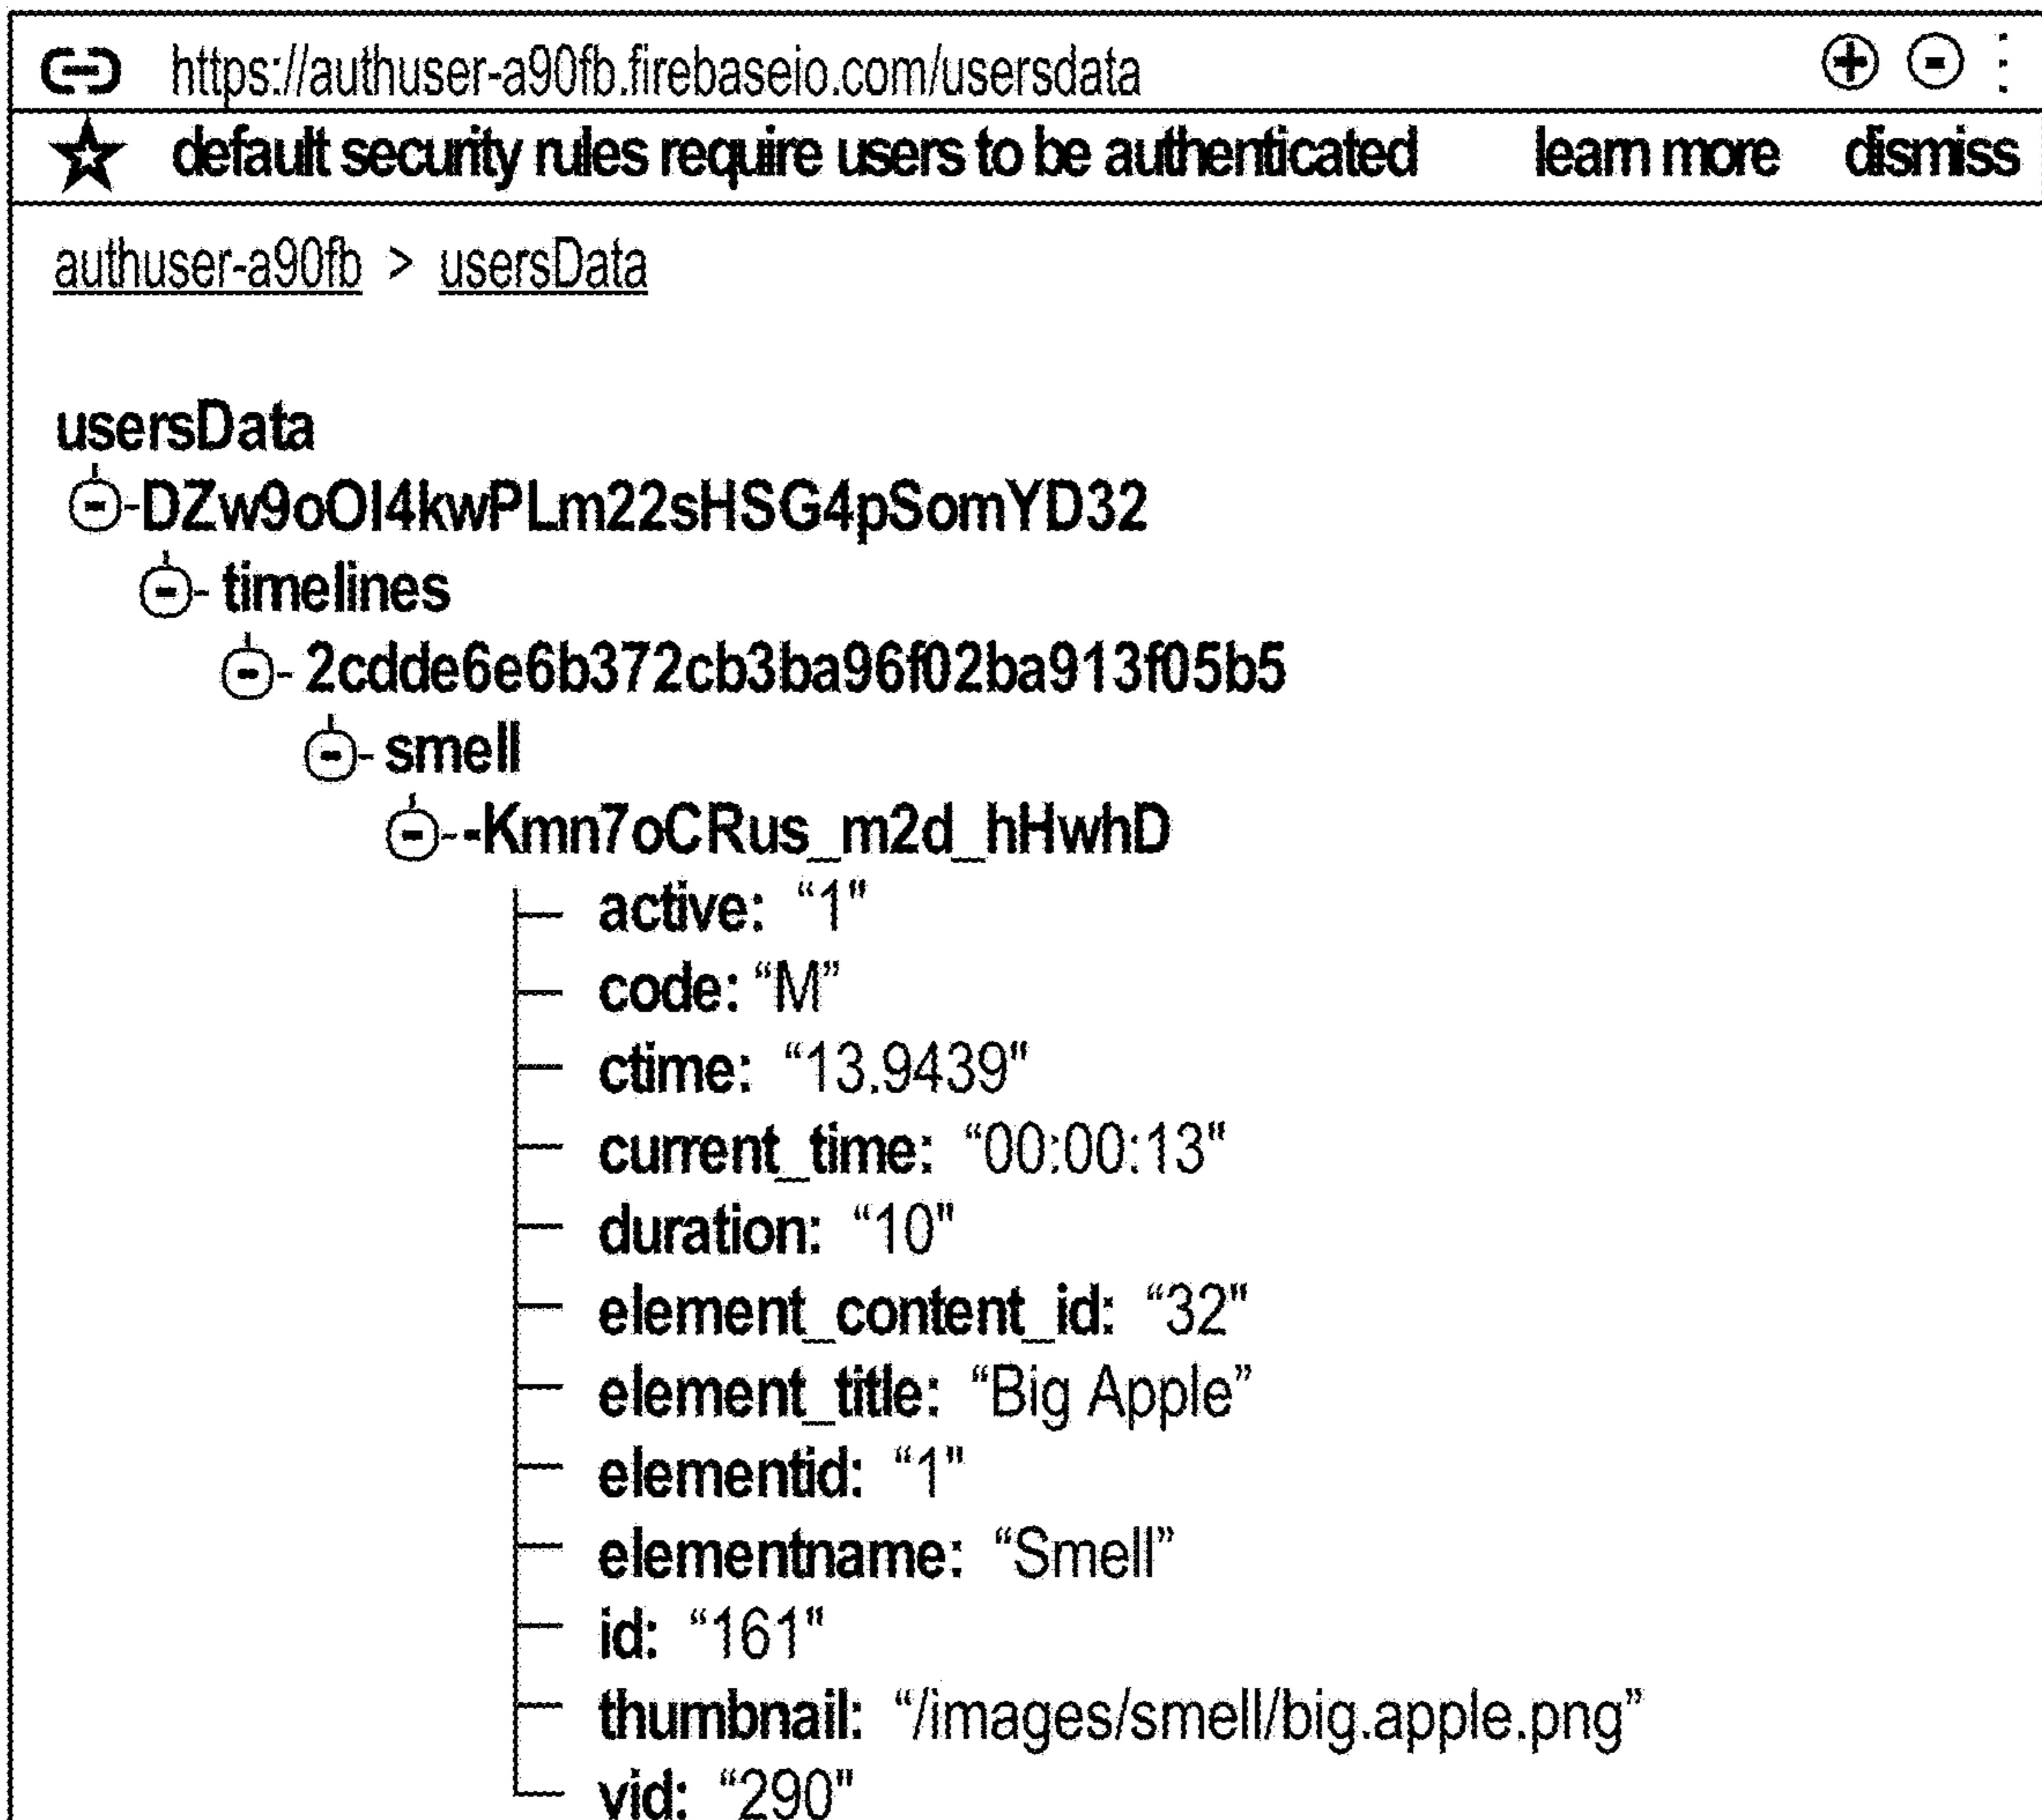 https://authuser-a90fb.firebaseio.com/usersdata
default security rules require users to be authenticated learn more dismiss
authuser-a90fb > usersData
usersData
DZw9oOI4kwPLm22sHSG4pSomYD32
timelines
2cdde6e6b372cb3ba96f02ba913f05b5
smell
-Kmn7oCRus_m2d_hHwhD
active: “1"
code: “M”
ctime: “13.9439"
current_time: “00:00:13"
duration: “10"
element_content_id: “32"
element_title: “Big Apple”
elementid: “1"
elementname: “Smell”
id: “161"
thumbnail: “/images/smell/big.apple.png”
vid: “290"